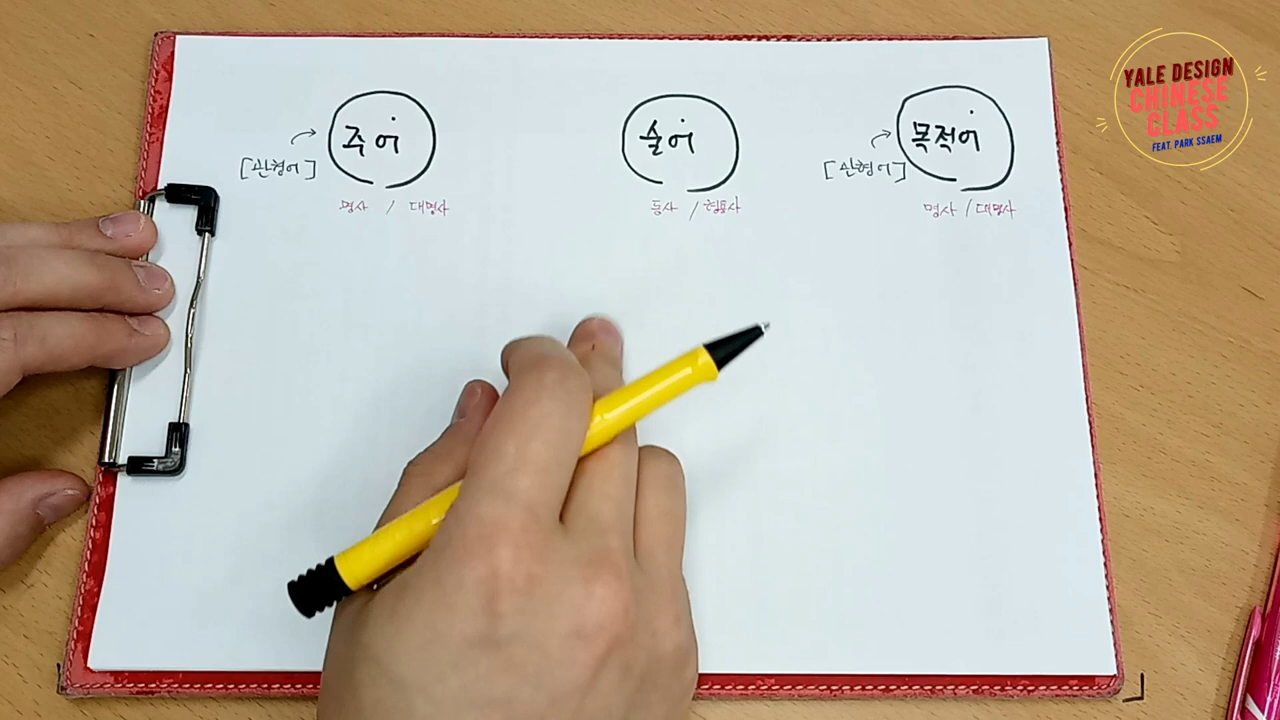 주어
술어
목적어
[관형어]
[관형어]
명사 / 대명사
동사 / 형용사
명사 / 대명사
YALE DESIGN
CHINESE
CLASS
FEAT. PARK SSAEM